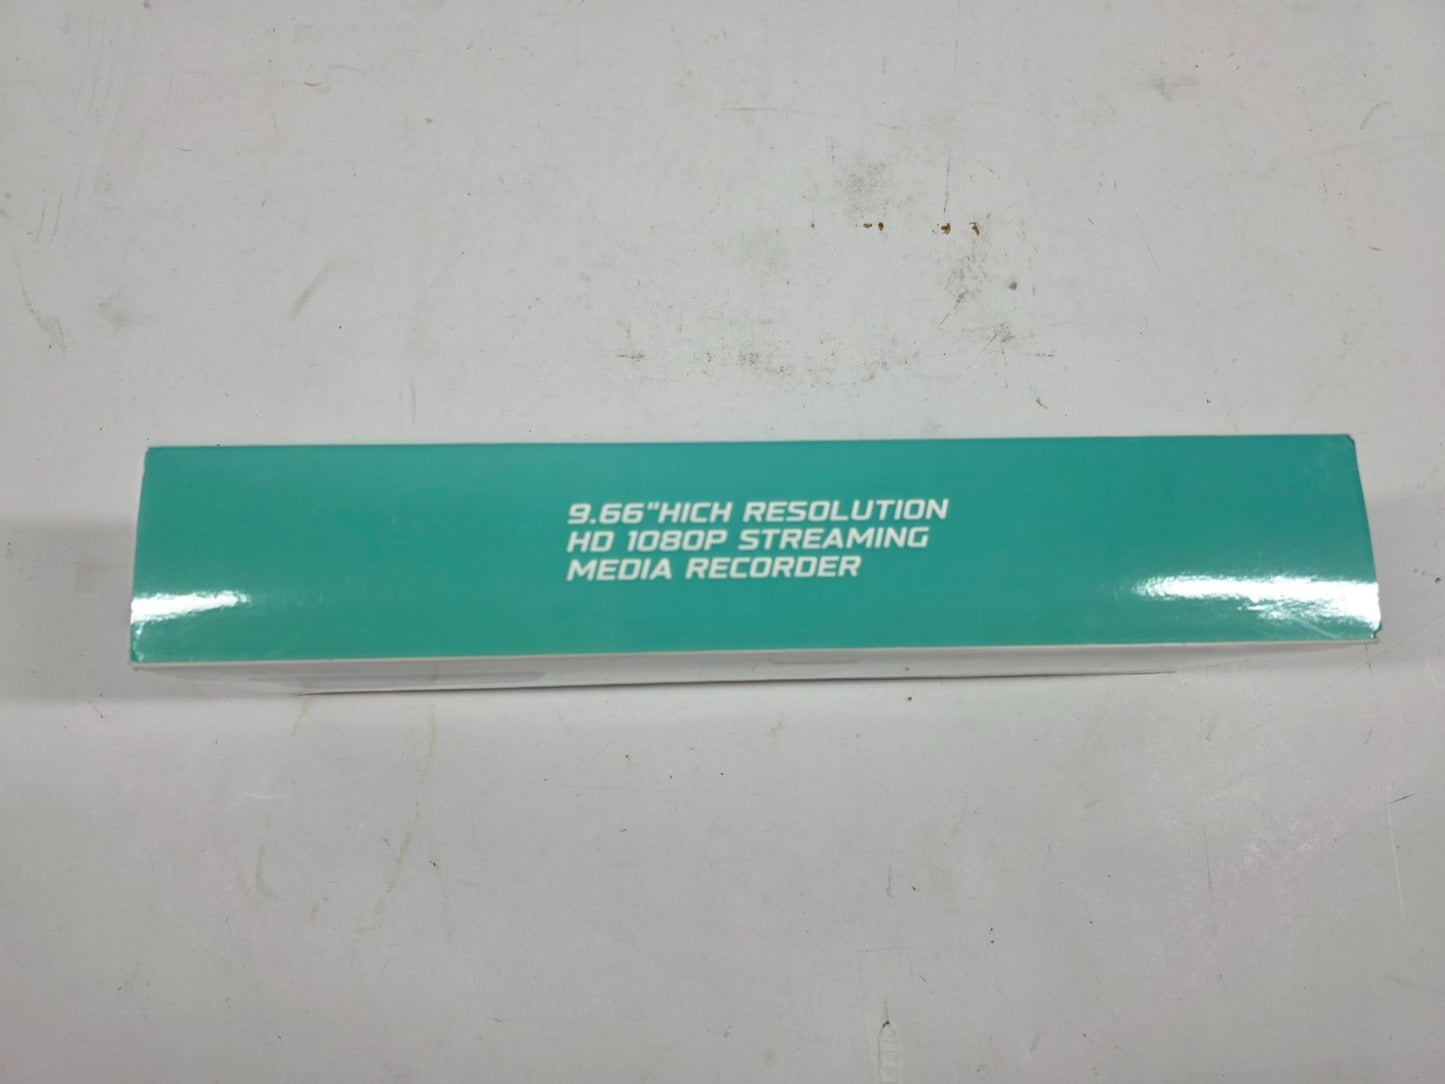 9.66"HICH RESOLUTION
HD 1080P STREAMING
MEDIA RECORDER